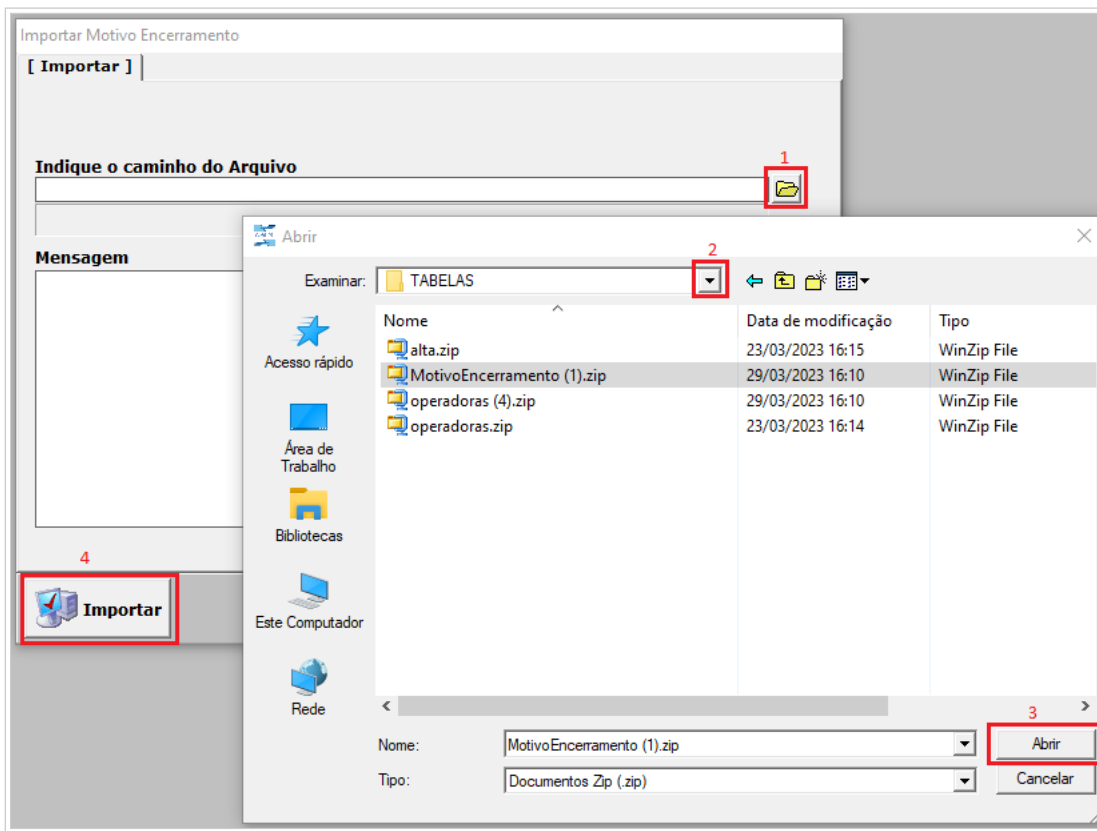 Importar Motivo Encerramento
[ Importar ]
Indique o caminho do Arquivo
1
Mensagem
Abrir
2
Examinar:
TABELAS
Nome
Data de modificação
Tipo
alta.zip
23/03/2023 16:15
WinZip File
MotivoEncerramento (1).zip
29/03/2023 16:10
WinZip File
operadoras (4).zip
29/03/2023 16:10
WinZip File
operadoras.zip
23/03/2023 16:14
WinZip File
Acesso rápido
Área de
Trabalho
Bibliotecas
Este Computador
Rede
4
Importar
3
Nome:
MotivoEncerramento (1).zip
Abrir
Tipo:
Documentos Zip (.zip)
Cancelar